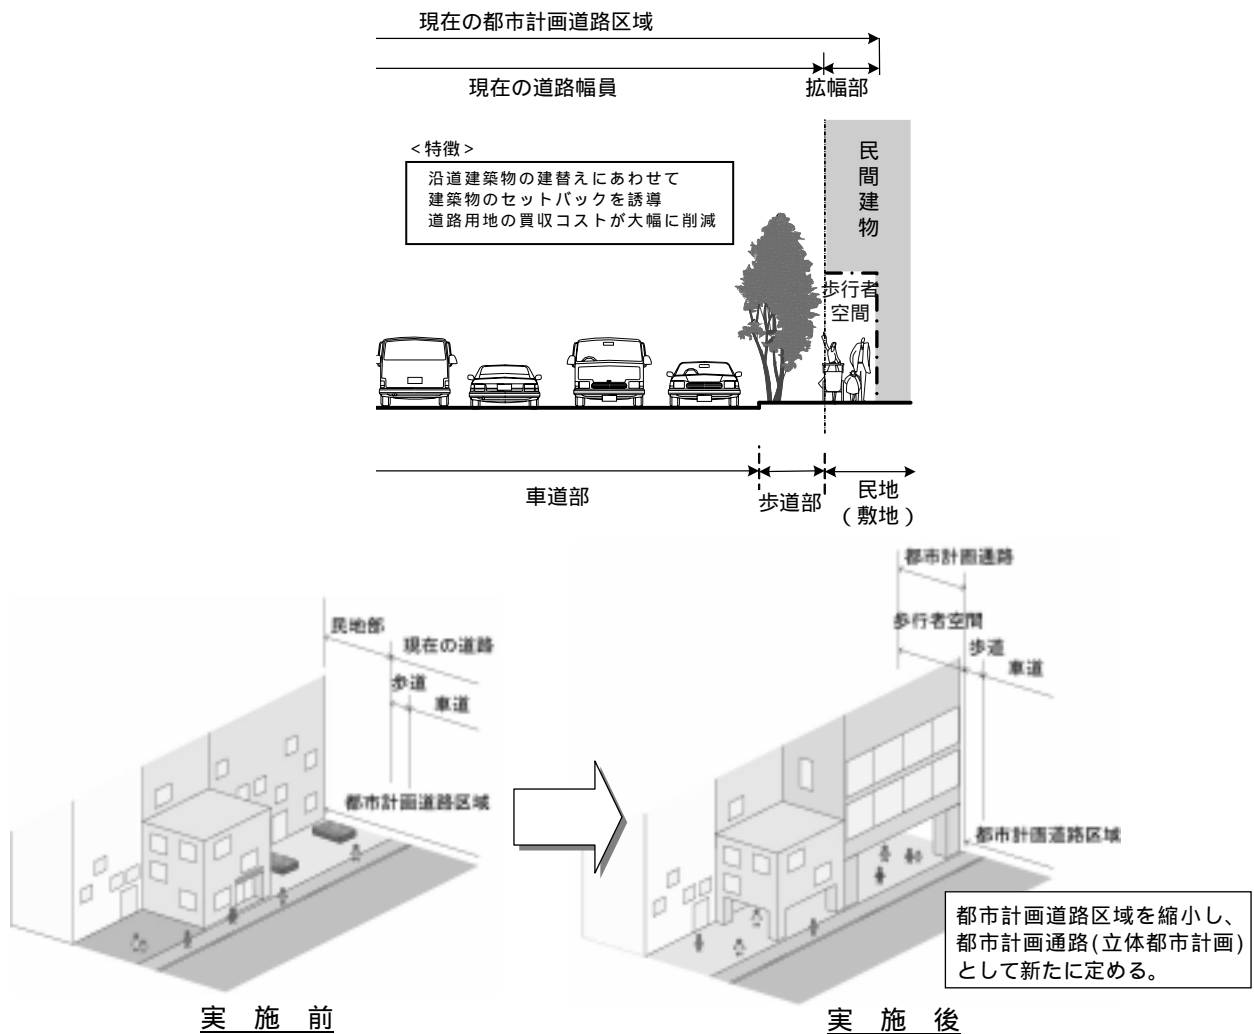 現在の都市計画道路区域
現在の道路幅員
拡幅部
<特徴>
沿道建築物の建替えにあわせて
建築物のセットバックを誘導
道路用地の買収コストが大幅に削減
民間建物
歩行者
空間
車道部
歩道部
民地
(敷地)
民地部
現在の道路
歩道
車道
都市計画道路区域
実施前
都市計画通路
歩行者空間
歩道
車道
都市計画道路区域
都市計画道路区域を縮小し、
都市計画通路(立体都市計画)
として新たに定める。
実施後